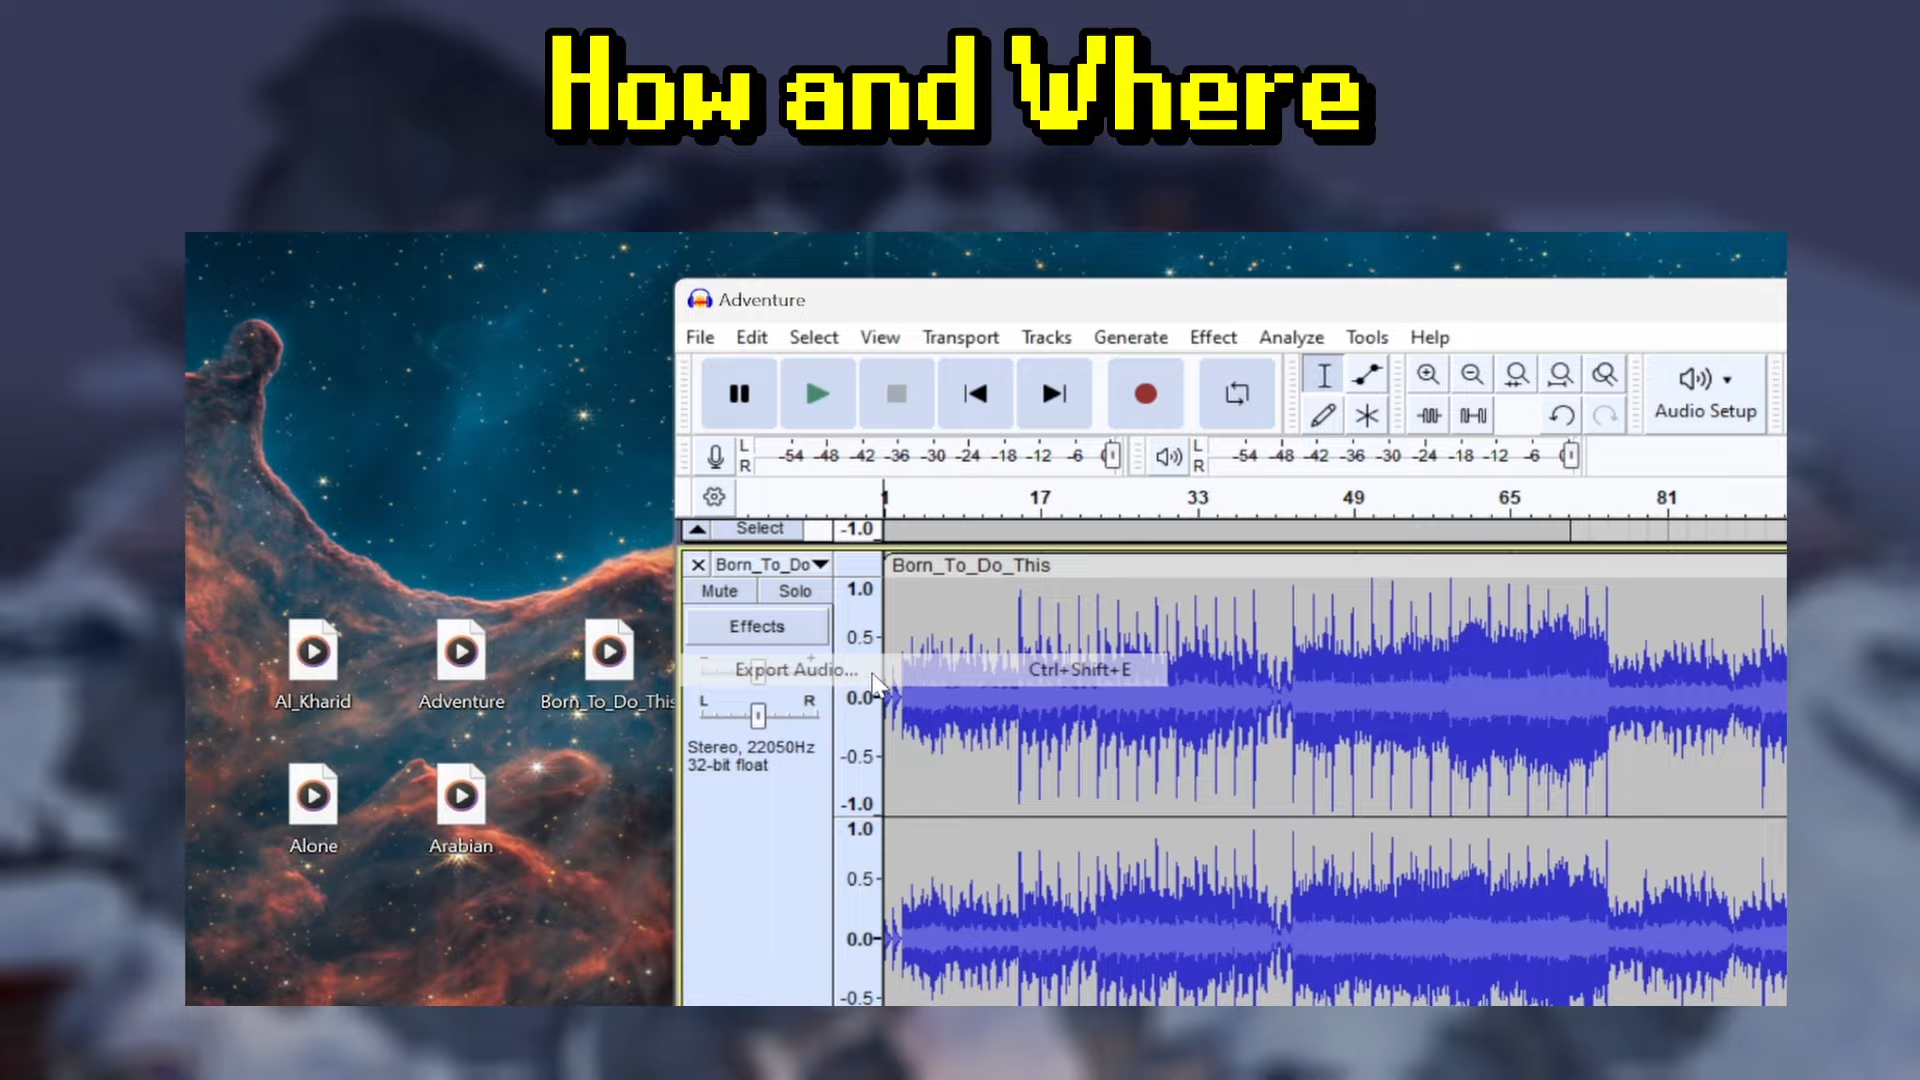 How and Where
Adventure
File Edit Select View Transport Tracks Generate Effect Analyze Tools Help
Audio Setup
L
R
-54 -48 -42 -36 -30 -24 -18 -12 -6
L
R
-54 -48 -42 -36 -30 -24 -18 -12 -6
1 17 33 49 65 81
Select
-1.0
Born_To_Do
Born_To_Do_This
Mute Solo
1.0
Effects
0.5
- +
Export Audio... Ctrl+Shift+E
L R
0.0
Stereo, 22050Hz
32-bit float
-0.5
-1.0
1.0
0.5
0.0
-0.5
Al_Kharid
Adventure
Born_To_Do_This
Alone
Arabian